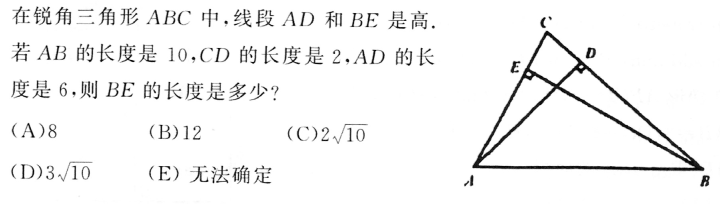 在锐角三角形 ABC 中,线段 AD 和 BE 是高.
若 AB 的长度是 10,CD 的长度是 2,AD 的长
度是 6,则 BE 的长度是多少?
(A)8 (B)12 (C)2√10
(D)3√10 (E) 无法确定
C
D
E
A
B